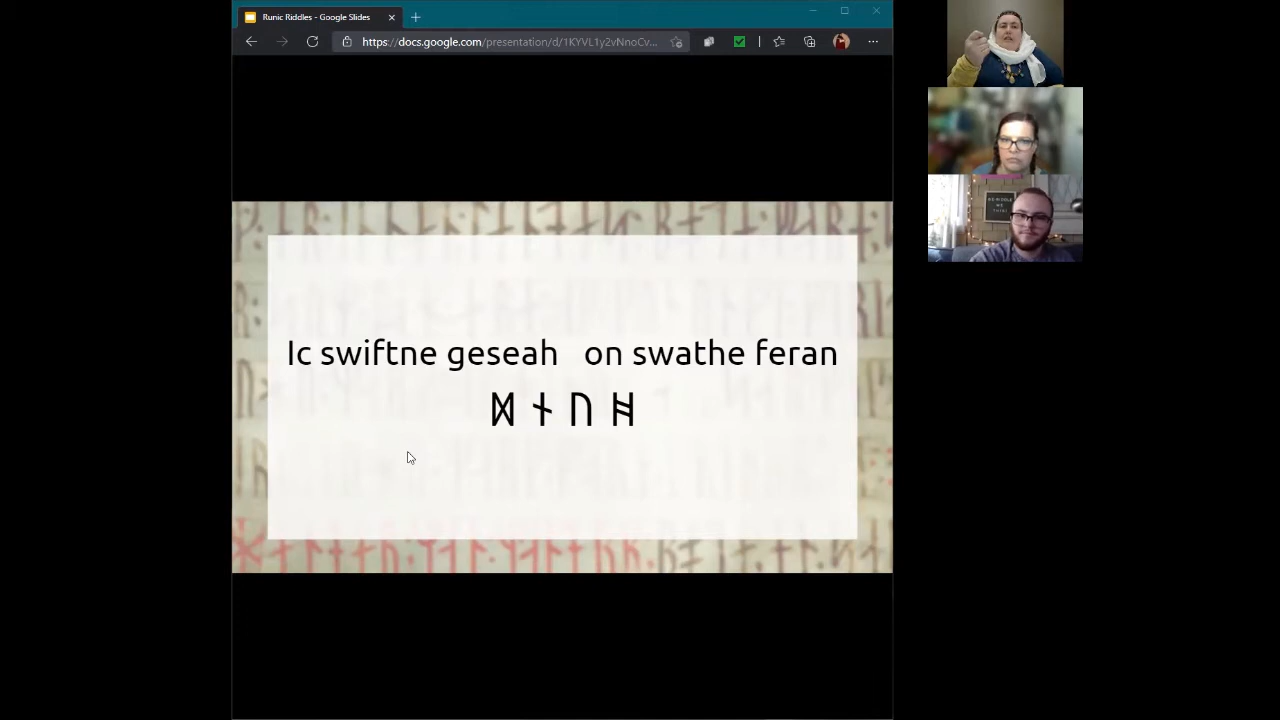 Runic Riddles - Google Slides
https://docs.google.com/presentation/d/1KYVL1y2vNnoCv...
Ic swiftne geseah on swathe feran
ᛞ ᚾ ᚢ ᚻ